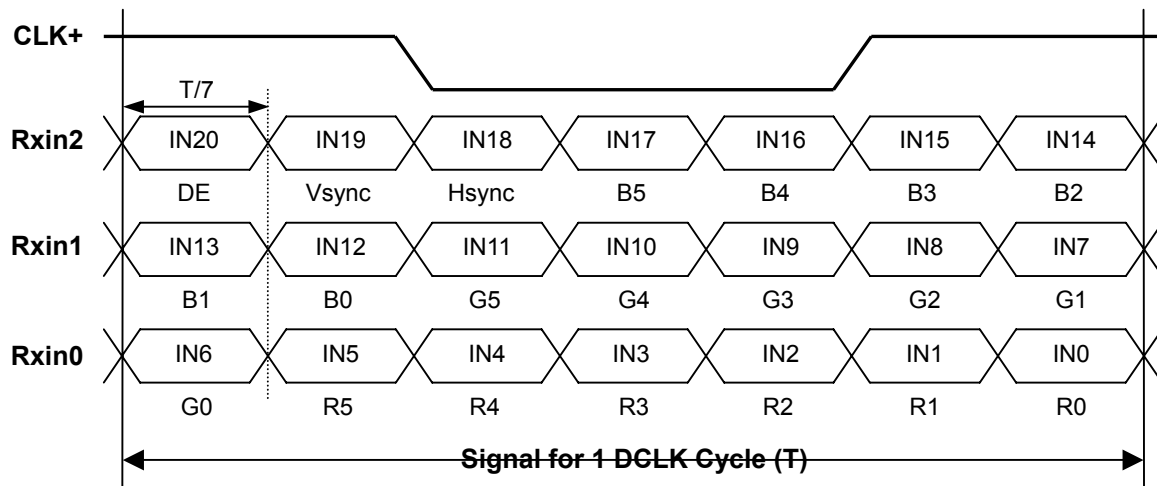 CLK+
T/7
Rxin2 IN20 IN19 IN18 IN17 IN16 IN15 IN14
DE Vsync Hsync B5 B4 B3 B2
Rxin1 IN13 IN12 IN11 IN10 IN9 IN8 IN7
B1 B0 G5 G4 G3 G2 G1
Rxin0 IN6 IN5 IN4 IN3 IN2 IN1 IN0
G0 R5 R4 R3 R2 R1 R0
Signal for 1 DCLK Cycle (T)